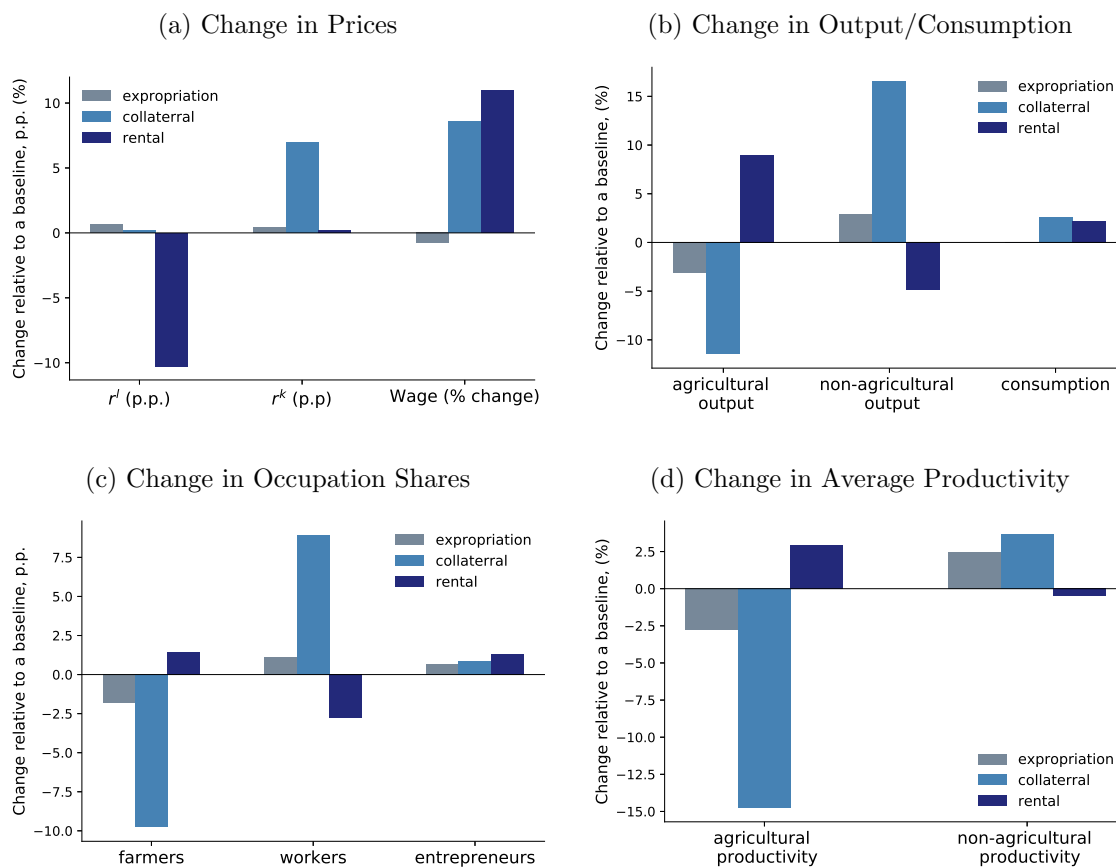 (a) Change in Prices
Change relative to a baseline, p.p. (%)
10
5
0
−5
−10
expropriation
collaterral
rental
r^l (p.p.)
r^k (p.p)
Wage (% change)
(b) Change in Output/Consumption
Change relative to a baseline, (%)
15
10
5
0
−5
−10
expropriation
collaterral
rental
agricultural
output
non-agricultural
output
consumption
(c) Change in Occupation Shares
Change relative to a baseline, p.p.
7.5
5.0
2.5
0.0
−2.5
−5.0
−7.5
−10.0
expropriation
collaterral
rental
farmers
workers
entrepreneurs
(d) Change in Average Productivity
Change relative to a baseline, (%)
2.5
0.0
−2.5
−5.0
−7.5
−10.0
−12.5
−15.0
expropriation
collaterral
rental
agricultural
productivity
non-agricultural
productivity